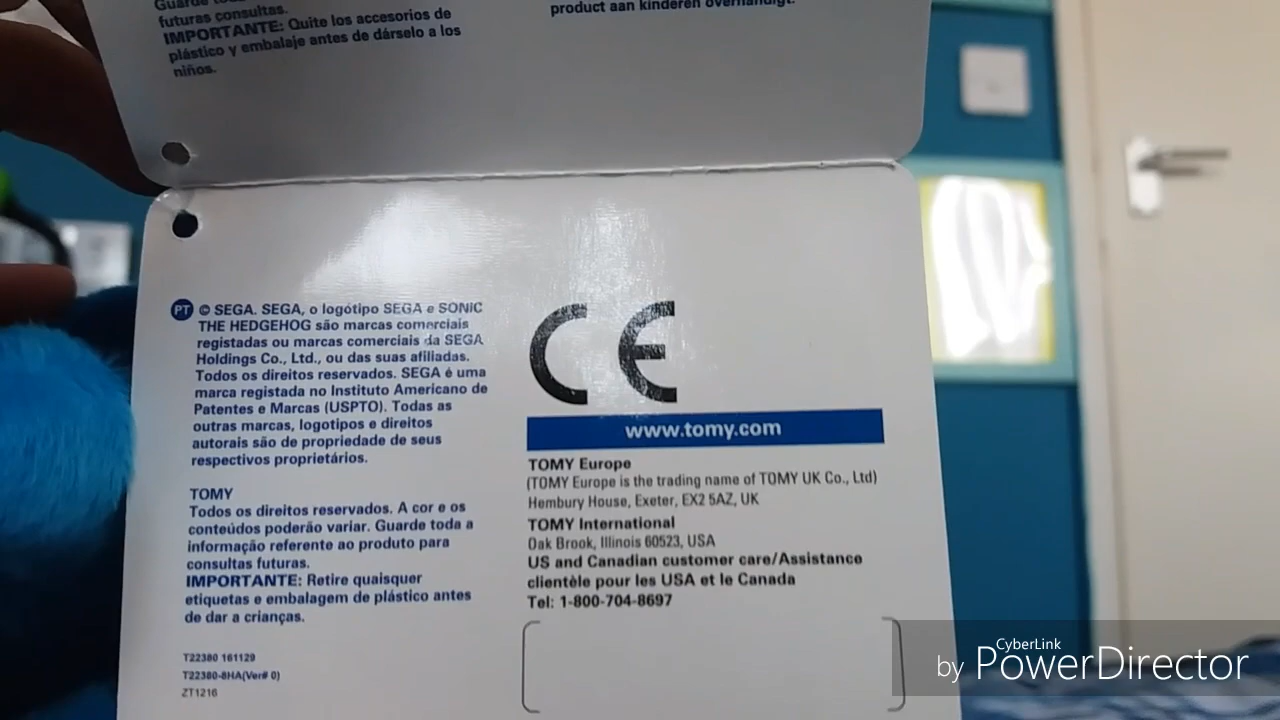 futuras consultas.
IMPORTANTE: Quite los accesorios de
plástico y embalaje antes de dárselo a los
niños.
product aan kinderen overhandigt.
PT © SEGA. SEGA, o logótipo SEGA e SONIC
THE HEDGEHOG são marcas comerciais
registadas ou marcas comerciais da SEGA
Holdings Co., Ltd., ou das suas afiliadas.
Todos os direitos reservados. SEGA é uma
marca registada no Instituto Americano de
Patentes e Marcas (USPTO). Todas as
outras marcas, logotipos e direitos
autorais são de propriedade de seus
respectivos proprietários.
TOMY
Todos os direitos reservados. A cor e os
conteúdos poderão variar. Guarde toda a
informação referente ao produto para
consultas futuras.
IMPORTANTE: Retire quaisquer
etiquetas e embalagem de plástico antes
de dar a crianças.
T22380 161129
T22380-8HA(Ver# 0)
ZT1216
CE
www.tomy.com
TOMY Europe
(TOMY Europe is the trading name of TOMY UK Co., Ltd)
Hembury House, Exeter, EX2 5AZ, UK
TOMY International
Oak Brook, Illinois 60523, USA
US and Canadian customer care/Assistance
clientèle pour les USA et le Canada
Tel: 1-800-704-8697
CyberLink
by PowerDirector